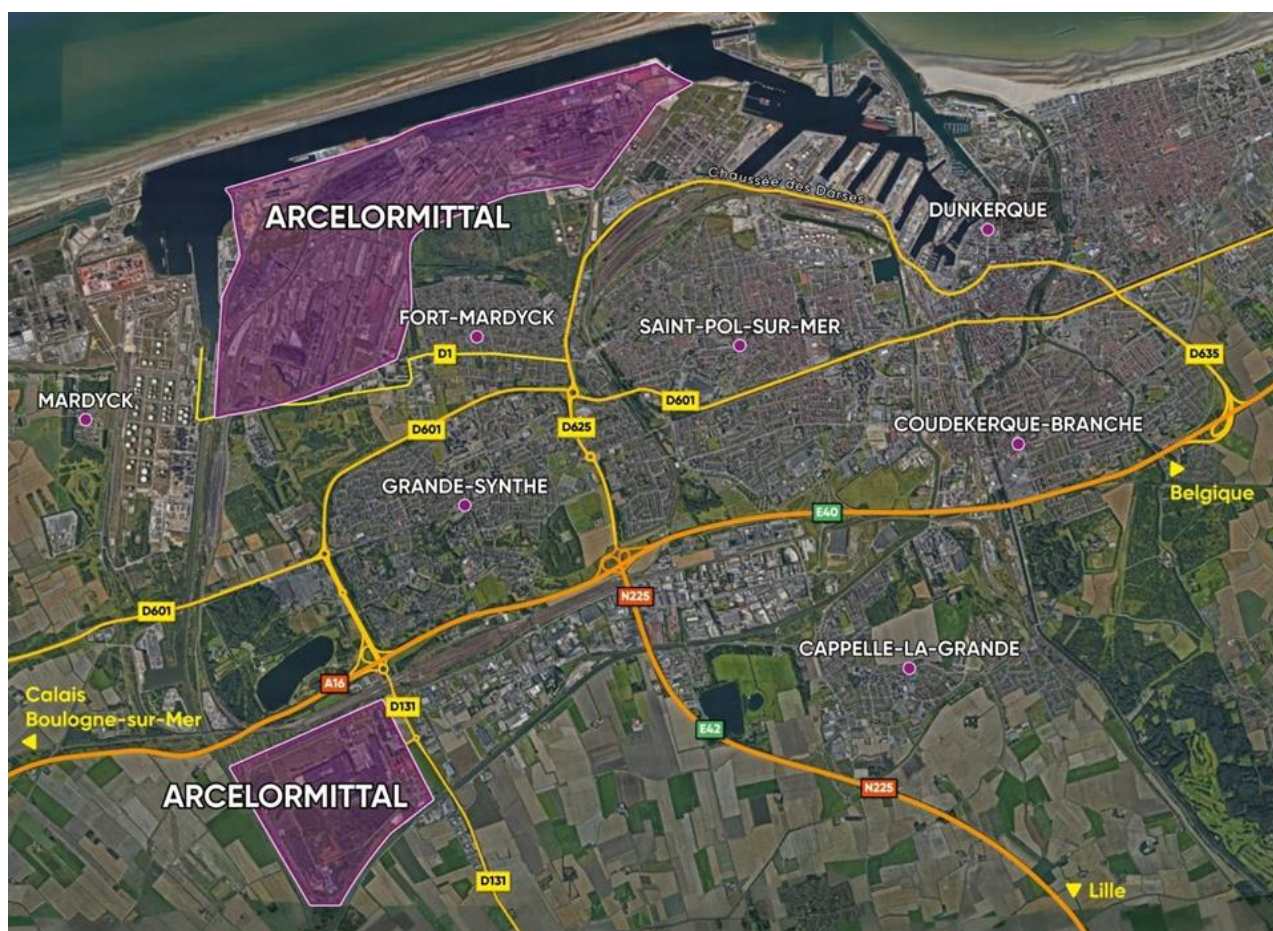 Chaussée des Darses
DUNKERQUE
ARCELORMITTAL
FORT-MARDYCK
SAINT-POL-SUR-MER
D1
D635
MARDYCK
D601
D601
D625
COUDEKERQUE-BRANCHE
GRANDE-SYNTHE
Belgique
E40
D601
N225
CAPPELLE-LA-GRANDE
A16
Calais
Boulogne-sur-Mer
D131
E42
ARCELORMITTAL
N225
D131
Lille